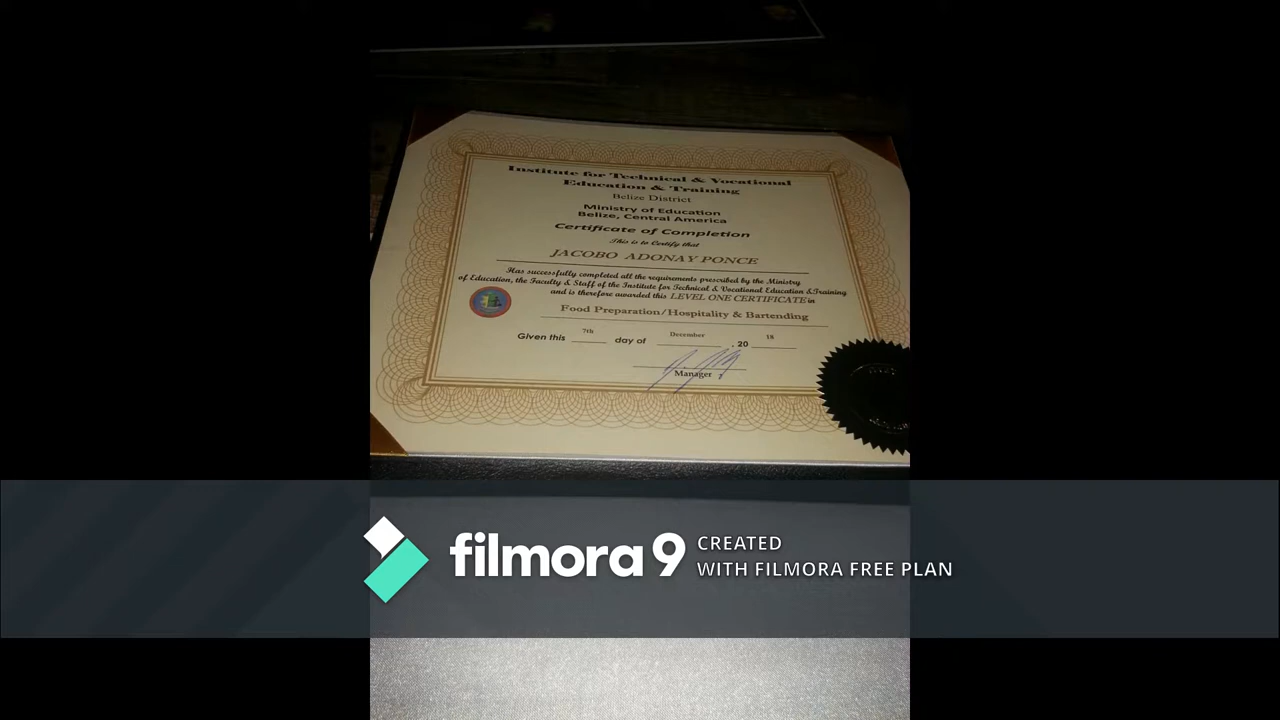 Institute for Technical & Vocational
Education & Training
Belize District
Ministry of Education
Belize, Central America
Certificate of Completion
This is to Certify that
JACOBO ADONAY PONCE
Has successfully completed all the requirements prescribed by the Ministry
of Education, the Faculty & Staff of the Institute for Technical & Vocational Education &Training
and is therefore awarded this LEVEL ONE CERTIFICATE in
Food Preparation/Hospitality & Bartending
Given this 7th day of December, 20 18
Manager
filmora 9 CREATED
WITH FILMORA FREE PLAN